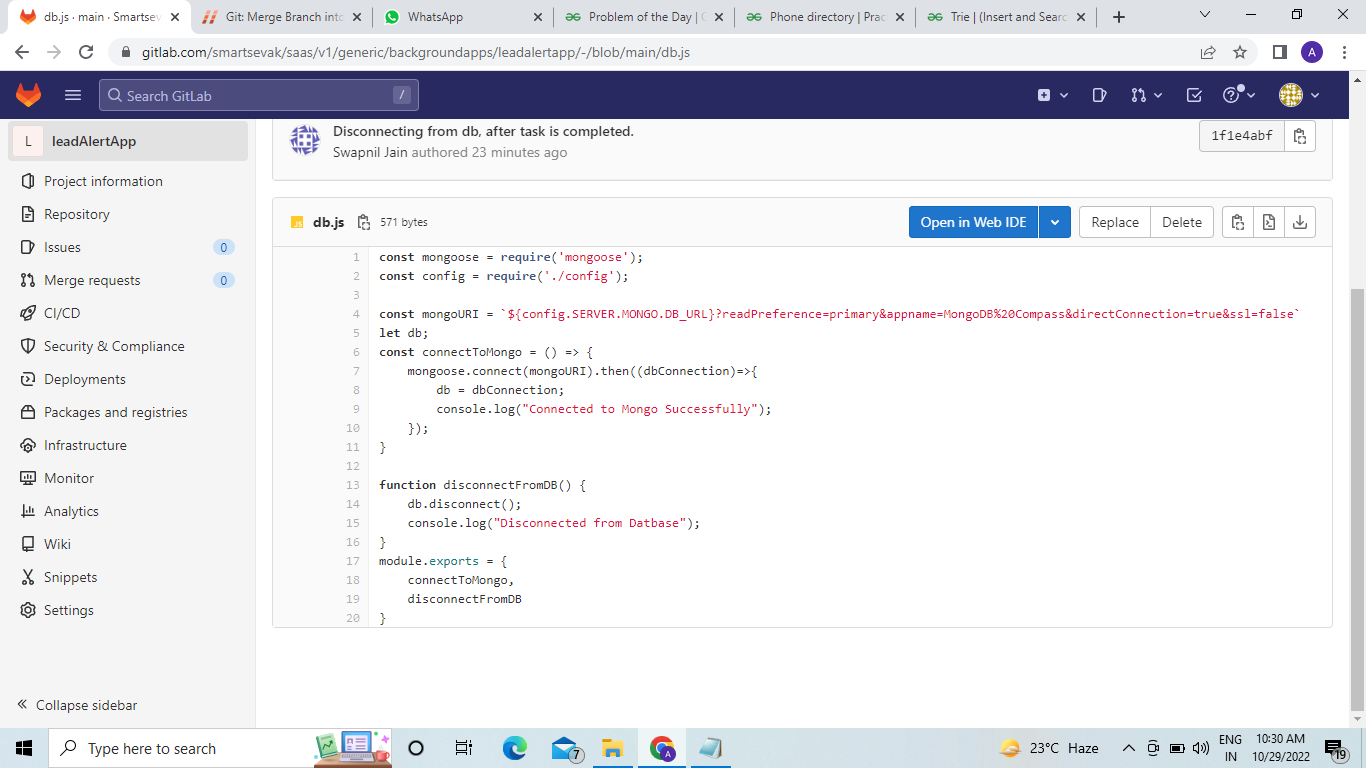 db.js · main · Smartsev
Git: Merge Branch into
WhatsApp
Problem of the Day |
Phone directory | Prac
Trie | (Insert and Searc
gitlab.com/smartsevak/saas/v1/generic/backgroundapps/leadalertapp/-/blob/main/db.js
A
Search GitLab
/
L
leadAlertApp
Project information
Repository
Issues
0
Merge requests
0
CI/CD
Security & Compliance
Deployments
Packages and registries
Infrastructure
Monitor
Analytics
Wiki
Snippets
Settings
Collapse sidebar
Disconnecting from db, after task is completed.
Swapnil Jain authored 23 minutes ago
1f1e4abf
JS
db.js
571 bytes
Open in Web IDE
Replace
Delete
1 const mongoose = require('mongoose');
2 const config = require('./config');
3
4 const mongoURI = `${config.SERVER.MONGO.DB_URL}?readPreference=primary&appname=MongoDB%20Compass&directConnection=true&ssl=false`
5 let db;
6 const connectToMongo = () => {
7     mongoose.connect(mongoURI).then((dbConnection)=>{
8         db = dbConnection;
9         console.log("Connected to Mongo Successfully");
10     });
11 }
12
13 function disconnectFromDB() {
14     db.disconnect();
15     console.log("Disconnected from Datbase");
16 }
17 module.exports = {
18     connectToMongo,
19     disconnectFromDB
20 }
Type here to search
7
A
23°C Haze
ENG
IN
10:30 AM
10/29/2022
19